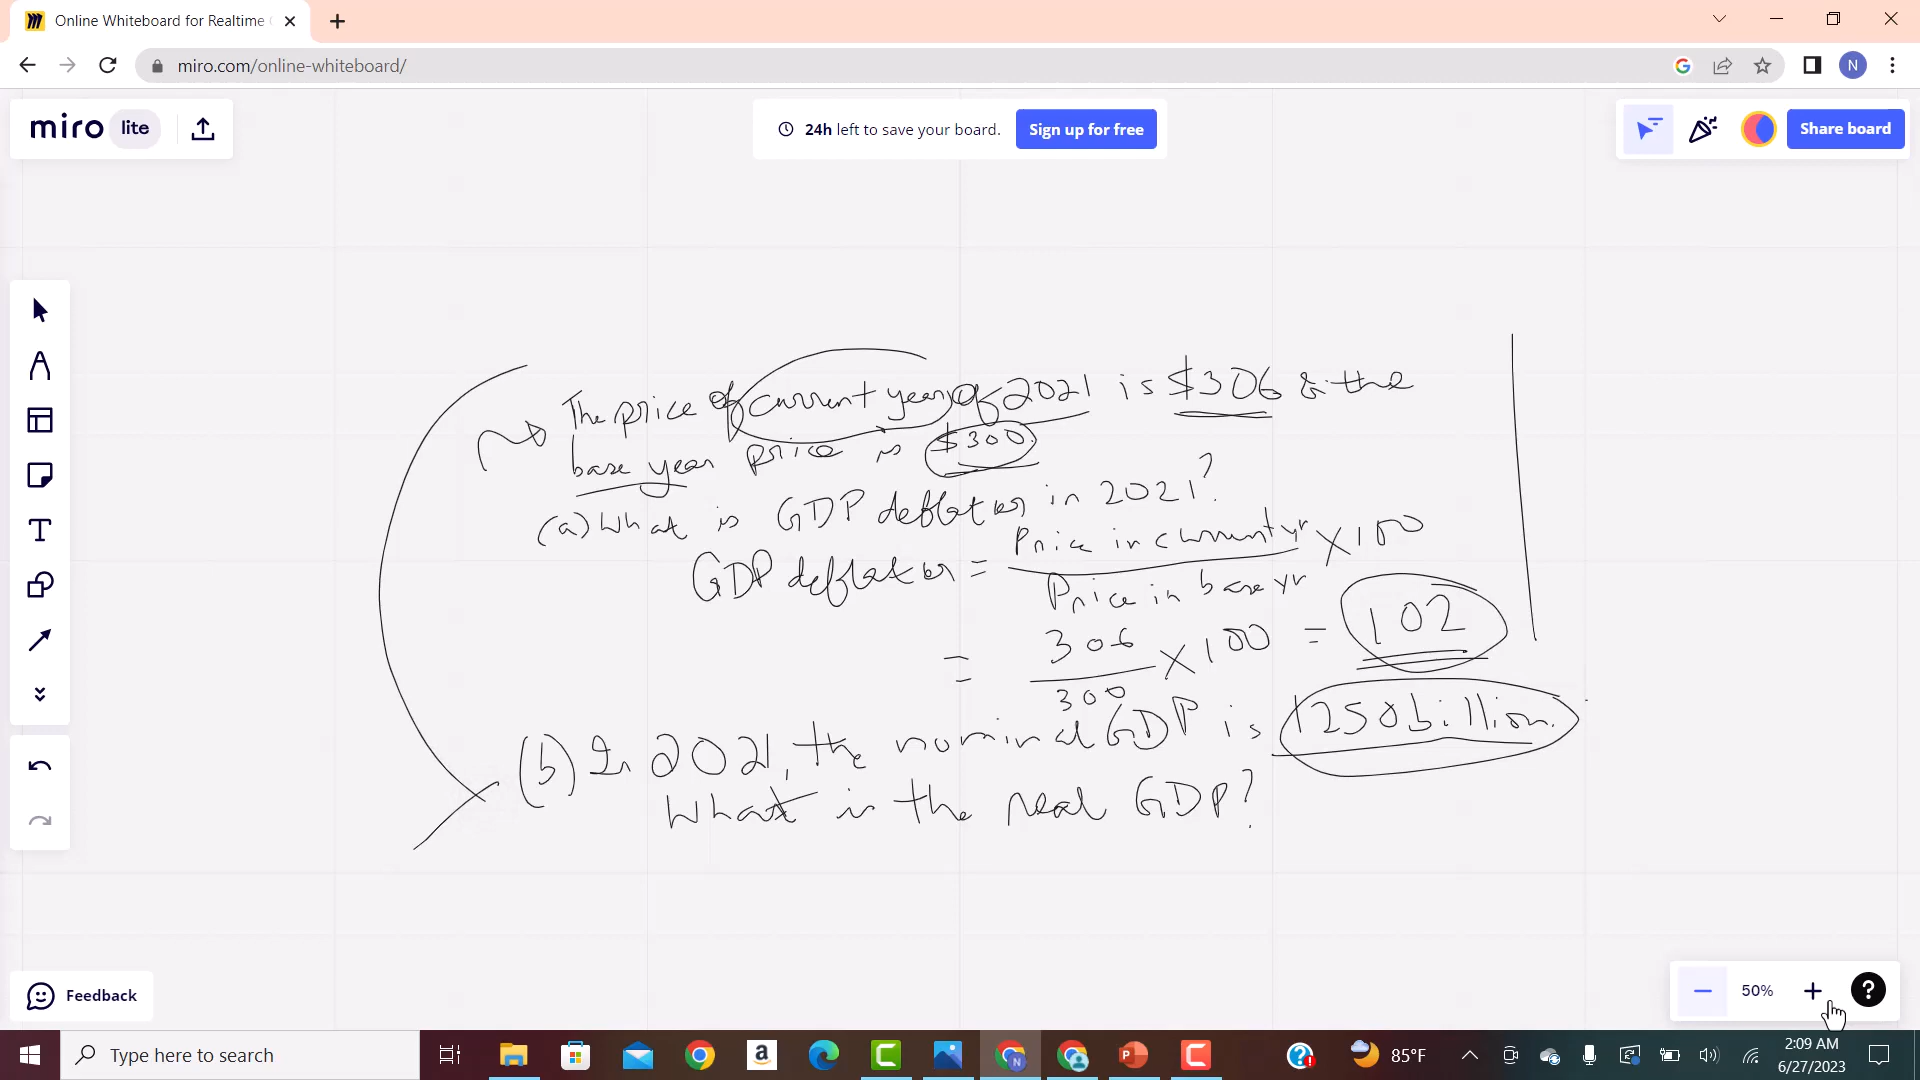 Online Whiteboard for Realtime
miro.com/online-whiteboard/
N
miro lite
24h left to save your board.
Sign up for free
Share board
The price of current year of 2021 is $306 & the
base year price is $300.
(a) What is GDP deflator in 2021?
GDP deflator = Price in current yr × 100
Price in base yr
= 306 × 100 = 102
300
(b) In 2021, the nominal GDP is 1250 billion.
What is the real GDP?
Feedback
50%
Type here to search
85°F
2:09 AM
6/27/2023